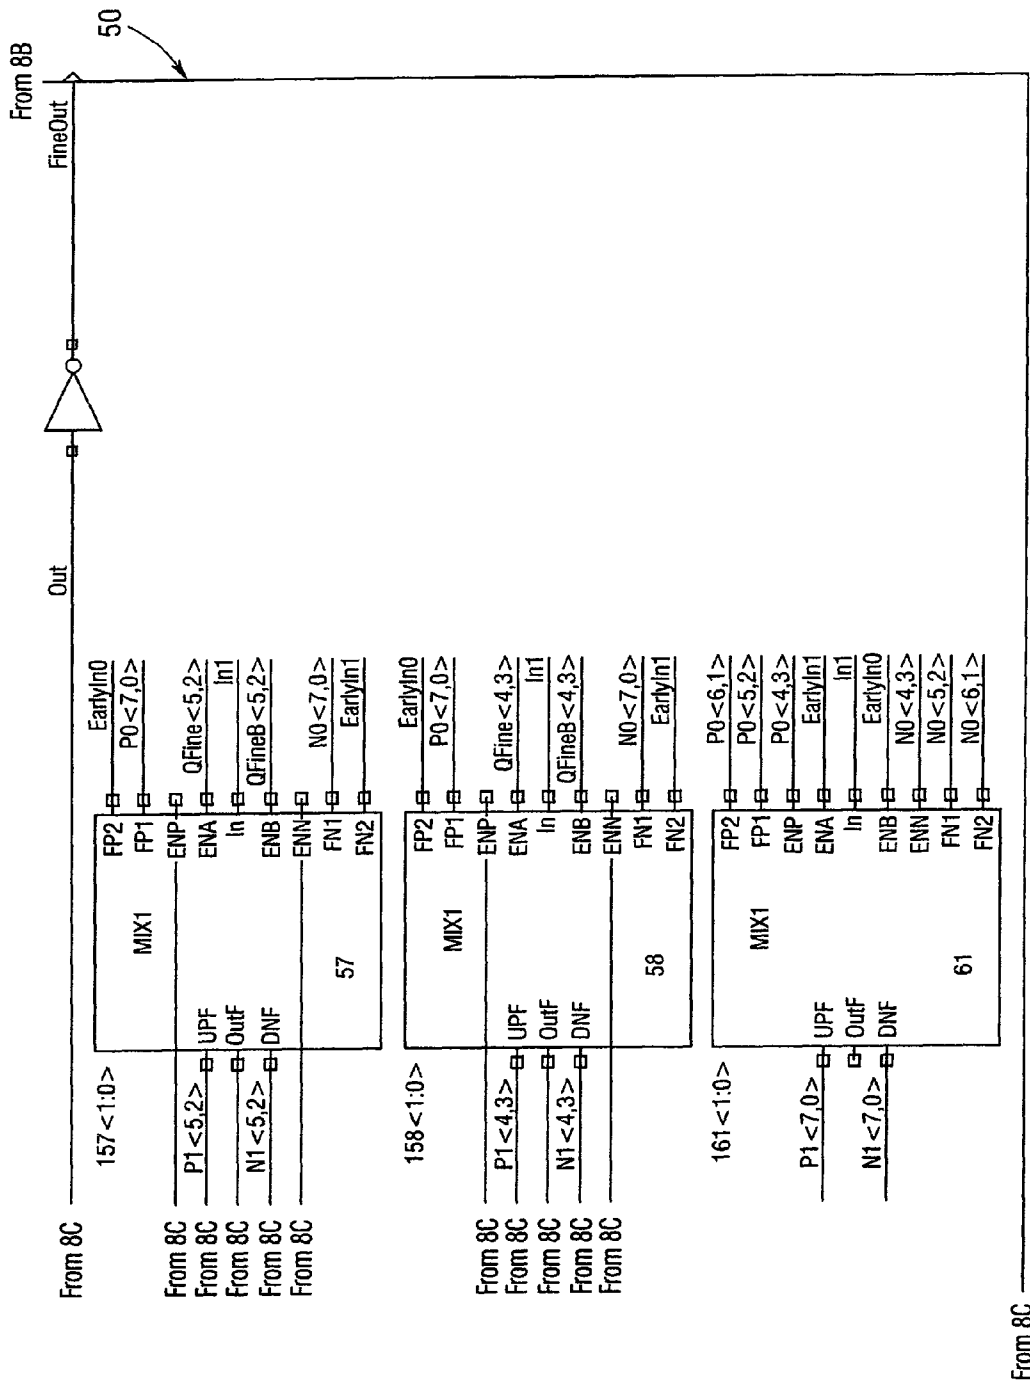 From 8B
50
FineOut
Out
From 8C
157<1:0>
EarlyIn0
P0<7,0>
QFine<5,2>
In1
QFineB<5,2>
N0<7,0>
EarlyIn1
FP2
FP1
ENP
ENA
In
ENB
ENN
FN1
FN2
MIX1
57
UPF
OutF
DNF
P1<5,2>
N1<5,2>
From 8C
From 8C
From 8C
From 8C
From 8C
158<1:0>
EarlyIn0
P0<7,0>
QFine<4,3>
In1
QFineB<4,3>
N0<7,0>
EarlyIn1
FP2
FP1
ENP
ENA
In
ENB
ENN
FN1
FN2
MIX1
58
UPF
OutF
DNF
P1<4,3>
N1<4,3>
From 8C
From 8C
From 8C
From 8C
From 8C
161<1:0>
P0<6,1>
P0<5,2>
P0<4,3>
EarlyIn1
In1
EarlyIn0
N0<4,3>
N0<5,2>
N0<6,1>
FP2
FP1
ENP
ENA
In
ENB
ENN
FN1
FN2
MIX1
61
UPF
OutF
DNF
P1<7,0>
N1<7,0>
From 8C